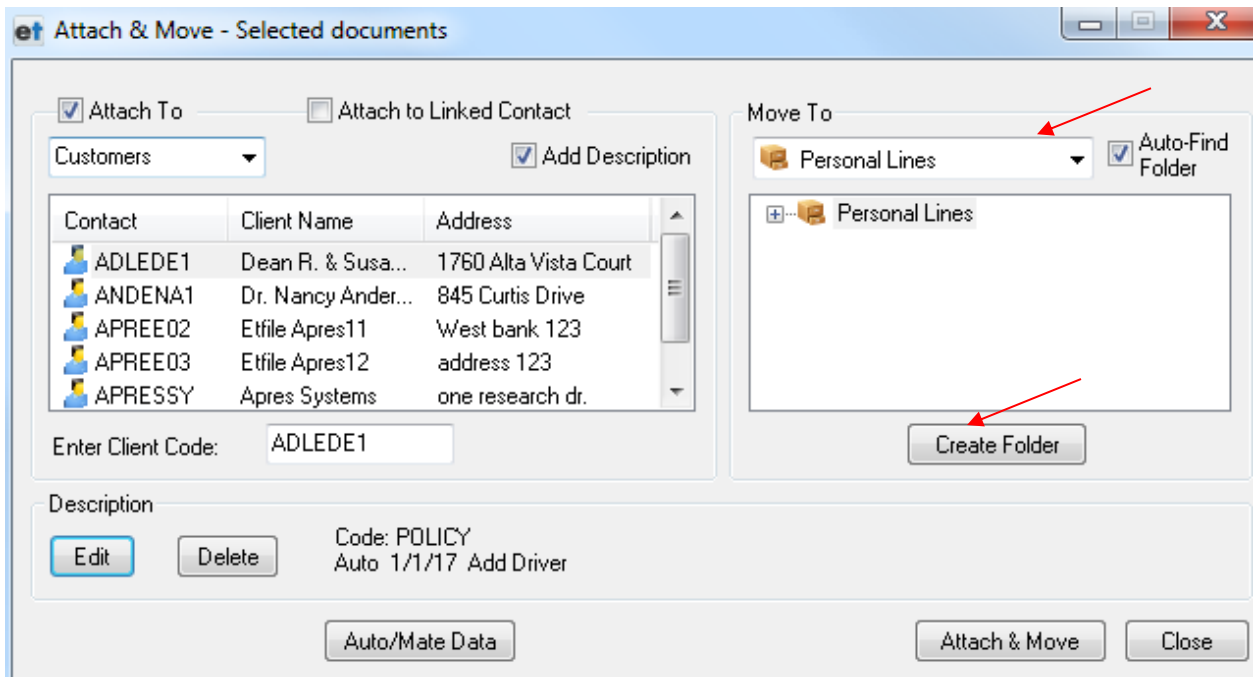 et Attach & Move - Selected documents
Attach To
Attach to Linked Contact
Customers
Add Description
Contact Client Name Address
ADLEDE1 Dean R. & Susa... 1760 Alta Vista Court
ANDENA1 Dr. Nancy Ander... 845 Curtis Drive
APREE02 Etfile Apres11 West bank 123
APREE03 Etfile Apres12 address 123
APRESSY Apres Systems one research dr.
Enter Client Code: ADLEDE1
Move To
Personal Lines
Auto-Find
Folder
Personal Lines
Create Folder
Description
Edit
Delete
Code: POLICY
Auto 1/1/17 Add Driver
Auto/Mate Data
Attach & Move
Close